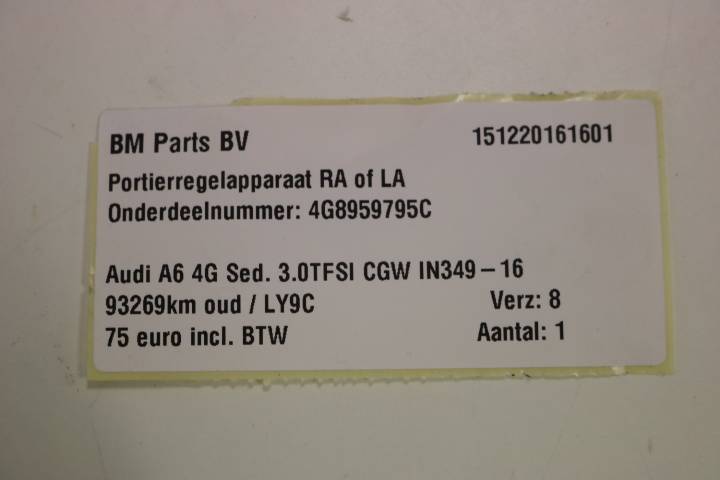 BM Parts BV 151220161601
Portierregelapparaat RA of LA
Onderdeelnummer: 4G8959795C
Audi A6 4G Sed. 3.0TFSI CGW IN349 – 16
93269km oud / LY9C Verz: 8
75 euro incl. BTW Aantal: 1